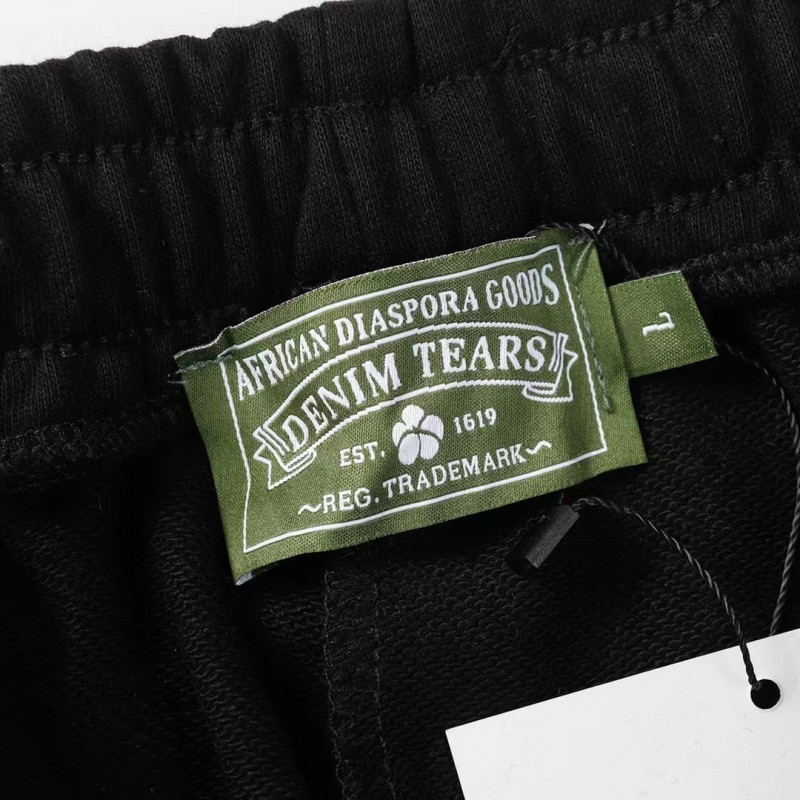 AFRICAN DIASPORA GOODS
DENIM TEARS
EST. 1619
~REG. TRADEMARK~
L